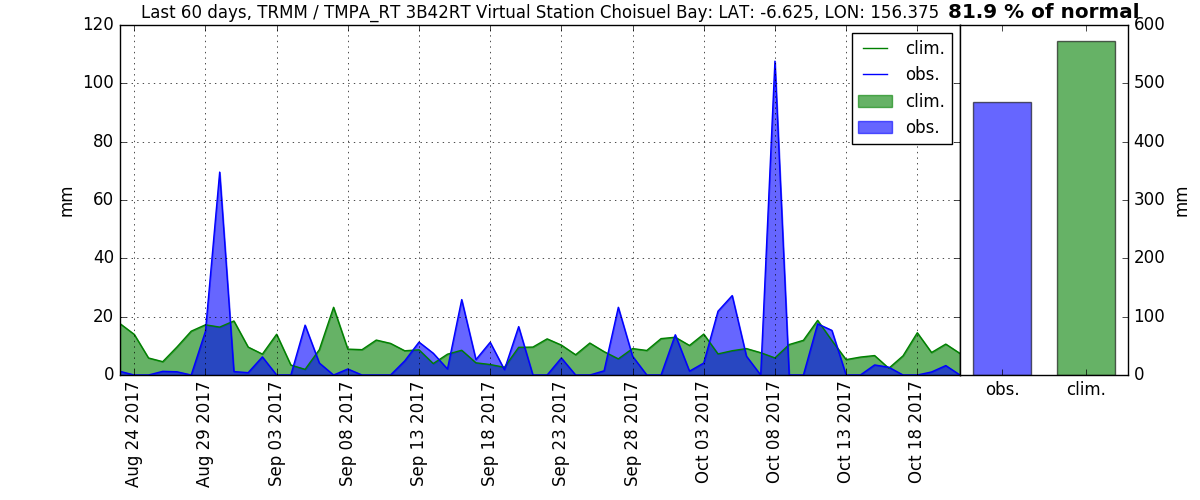 Last 60 days, TRMM / TMPA_RT 3B42RT Virtual Station Choisuel Bay: LAT: -6.625, LON: 156.375 81.9 % of normal
120
100
80
60
40
20
0
mm
clim.
obs.
clim.
obs.
600
500
400
300
200
100
0
mm
Aug 24 2017
Aug 29 2017
Sep 03 2017
Sep 08 2017
Sep 13 2017
Sep 18 2017
Sep 23 2017
Sep 28 2017
Oct 03 2017
Oct 08 2017
Oct 13 2017
Oct 18 2017
obs.
clim.